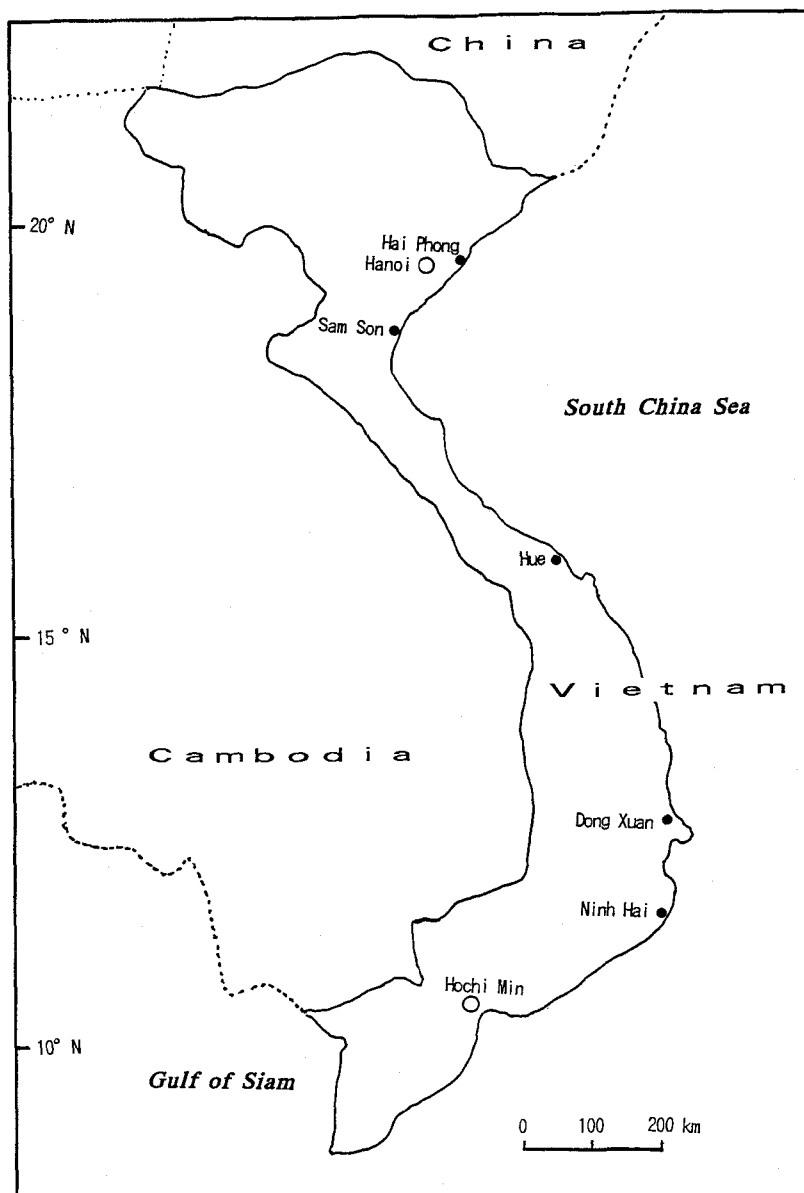 China
20° N
Hai Phong
Hanoi
Sam Son
South China Sea
Hue
15° N
Vietnam
Cambodia
Dong Xuan
Ninh Hai
Hochi Min
10° N
Gulf of Siam
0 100 200 km